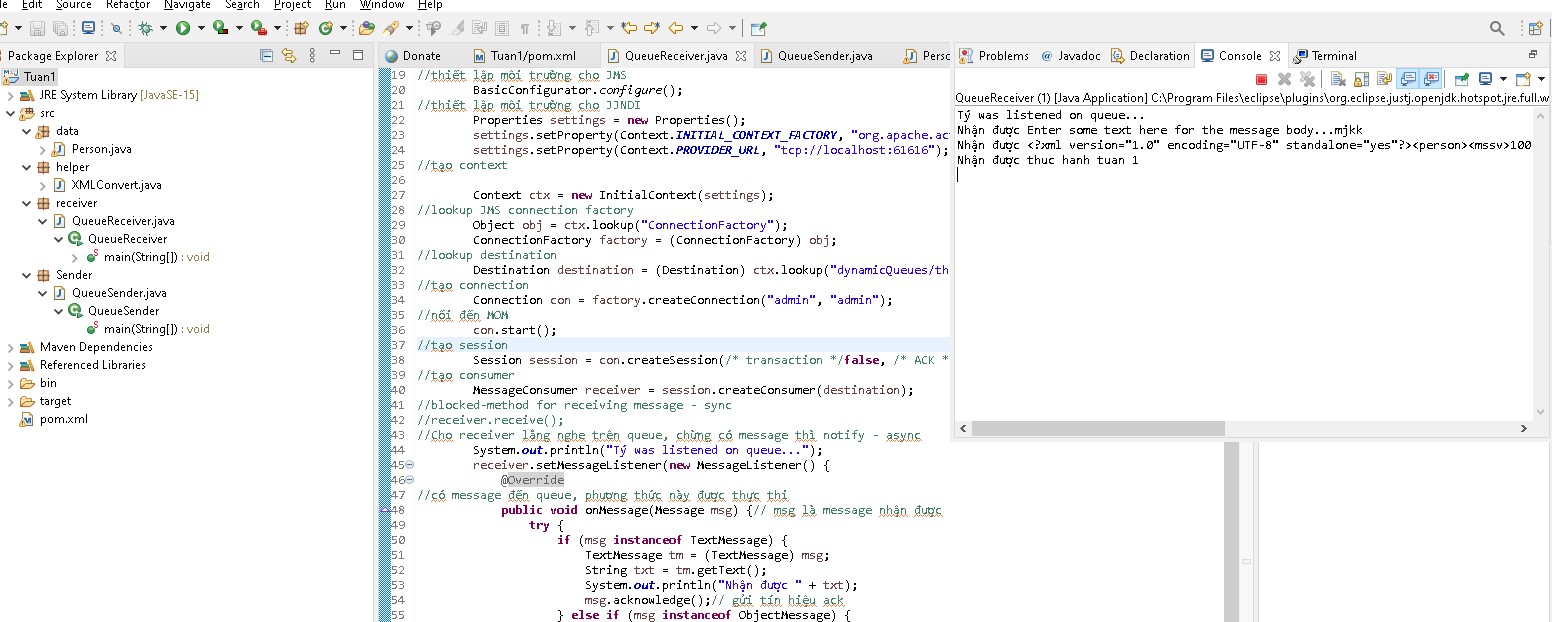 Edit Source Refactor Navigate Search Project Run Window Help
Package Explorer
Tuan1
JRE System Library [JavaSE-15]
src
data
Person.java
helper
XMLConvert.java
receiver
QueueReceiver.java
QueueReceiver
main(String[]) : void
Sender
QueueSender.java
QueueSender
main(String[]) : void
Maven Dependencies
Referenced Libraries
bin
target
pom.xml
Donate Tuan1/pom.xml QueueReceiver.java QueueSender.java Persc
19 //thiết lập môi trường cho JMS
20 BasicConfigurator.configure();
21 //thiết lập môi trường cho JJNDI
22 Properties settings = new Properties();
23 settings.setProperty(Context.INITIAL_CONTEXT_FACTORY, "org.apache.ac
24 settings.setProperty(Context.PROVIDER_URL, "tcp://localhost:61616");
25 //tạo context
26
27 Context ctx = new InitialContext(settings);
28 //lookup JMS connection factory
29 Object obj = ctx.lookup("ConnectionFactory");
30 ConnectionFactory factory = (ConnectionFactory) obj;
31 //lookup destination
32 Destination destination = (Destination) ctx.lookup("dynamicQueues/th
33 //tạo connection
34 Connection con = factory.createConnection("admin", "admin");
35 //nối đến MOM
36 con.start();
37 //tạo session
38 Session session = con.createSession(/* transaction */false, /* ACK *
39 //tạo consumer
40 MessageConsumer receiver = session.createConsumer(destination);
41 //blocked-method for receiving message - sync
42 //receiver.receive();
43 //Cho receiver lắng nghe trên queue, chừng có message thì notify - async
44 System.out.println("Tý was listened on queue...");
45 receiver.setMessageListener(new MessageListener() {
46 @Override
47 //có message đến queue, phương thức này được thực thi
48 public void onMessage(Message msg) {// msg là message nhận được
49 try {
50 if (msg instanceof TextMessage) {
51 TextMessage tm = (TextMessage) msg;
52 String txt = tm.getText();
53 System.out.println("Nhận được " + txt);
54 msg.acknowledge();// gửi tín hiệu ack
55 } else if (msg instanceof ObjectMessage) {
Problems Javadoc Declaration Console Terminal
QueueReceiver (1) [Java Application] C:\Program Files\eclipse\plugins\org.eclipse.justj.openjdk.hotspot.jre.full.w
Tý was listened on queue...
Nhận được Enter some text here for the message body...mjkk
Nhận được <?xml version="1.0" encoding="UTF-8" standalone="yes"?><person><mssv>100
Nhận được thuc hanh tuan 1